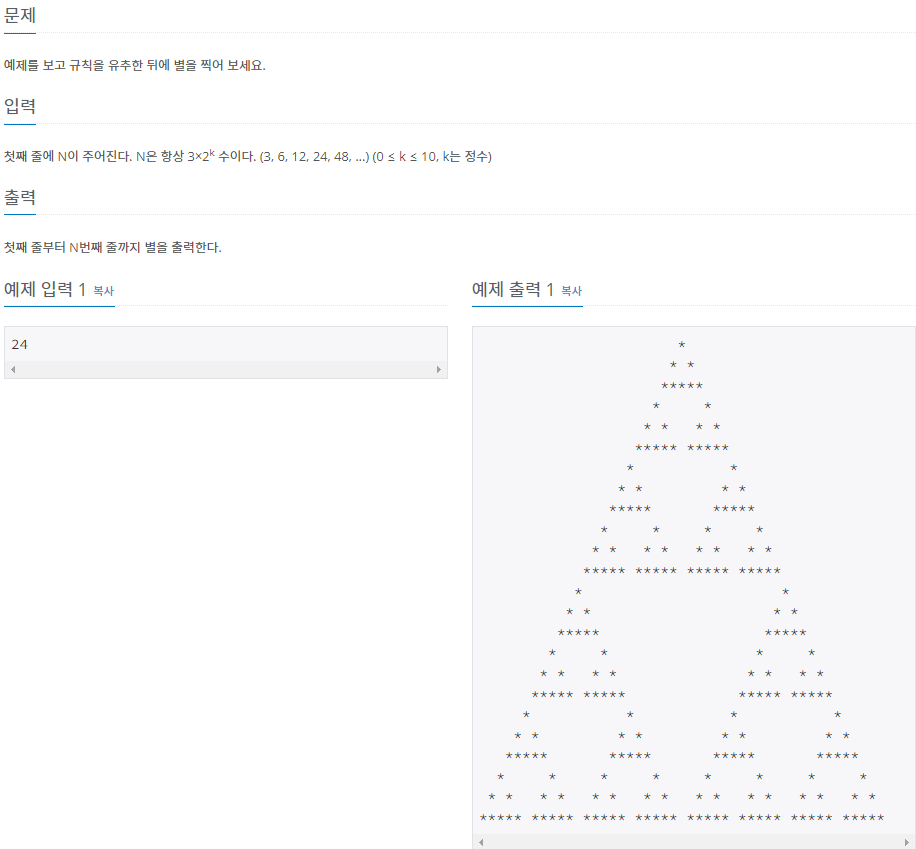 문제
예제를 보고 규칙을 유추한 뒤에 별을 찍어 보세요.
입력
첫째 줄에 N이 주어진다. N은 항상 3×2^k 수이다. (3, 6, 12, 24, 48, ...) (0 ≤ k ≤ 10, k는 정수)
출력
첫째 줄부터 N번째 줄까지 별을 출력한다.
예제 입력 1 복사
24
예제 출력 1 복사
                       *
                      * *
                     *****
                    *     *
                   * *   * *
                  ***** *****
                 *           *
                * *         * *
               *****       *****
              *     *     *     *
             * *   * *   * *   * *
            ***** ***** ***** *****
           *                       *
          * *                     * *
         *****                   *****
        *     *                 *     *
       * *   * *               * *   * *
      ***** *****             ***** *****
     *           *           *           *
    * *         * *         * *         * *
   *****       *****       *****       *****
  *     *     *     *     *     *     *     *
 * *   * *   * *   * *   * *   * *   * *   * *
***** ***** ***** ***** ***** ***** ***** *****